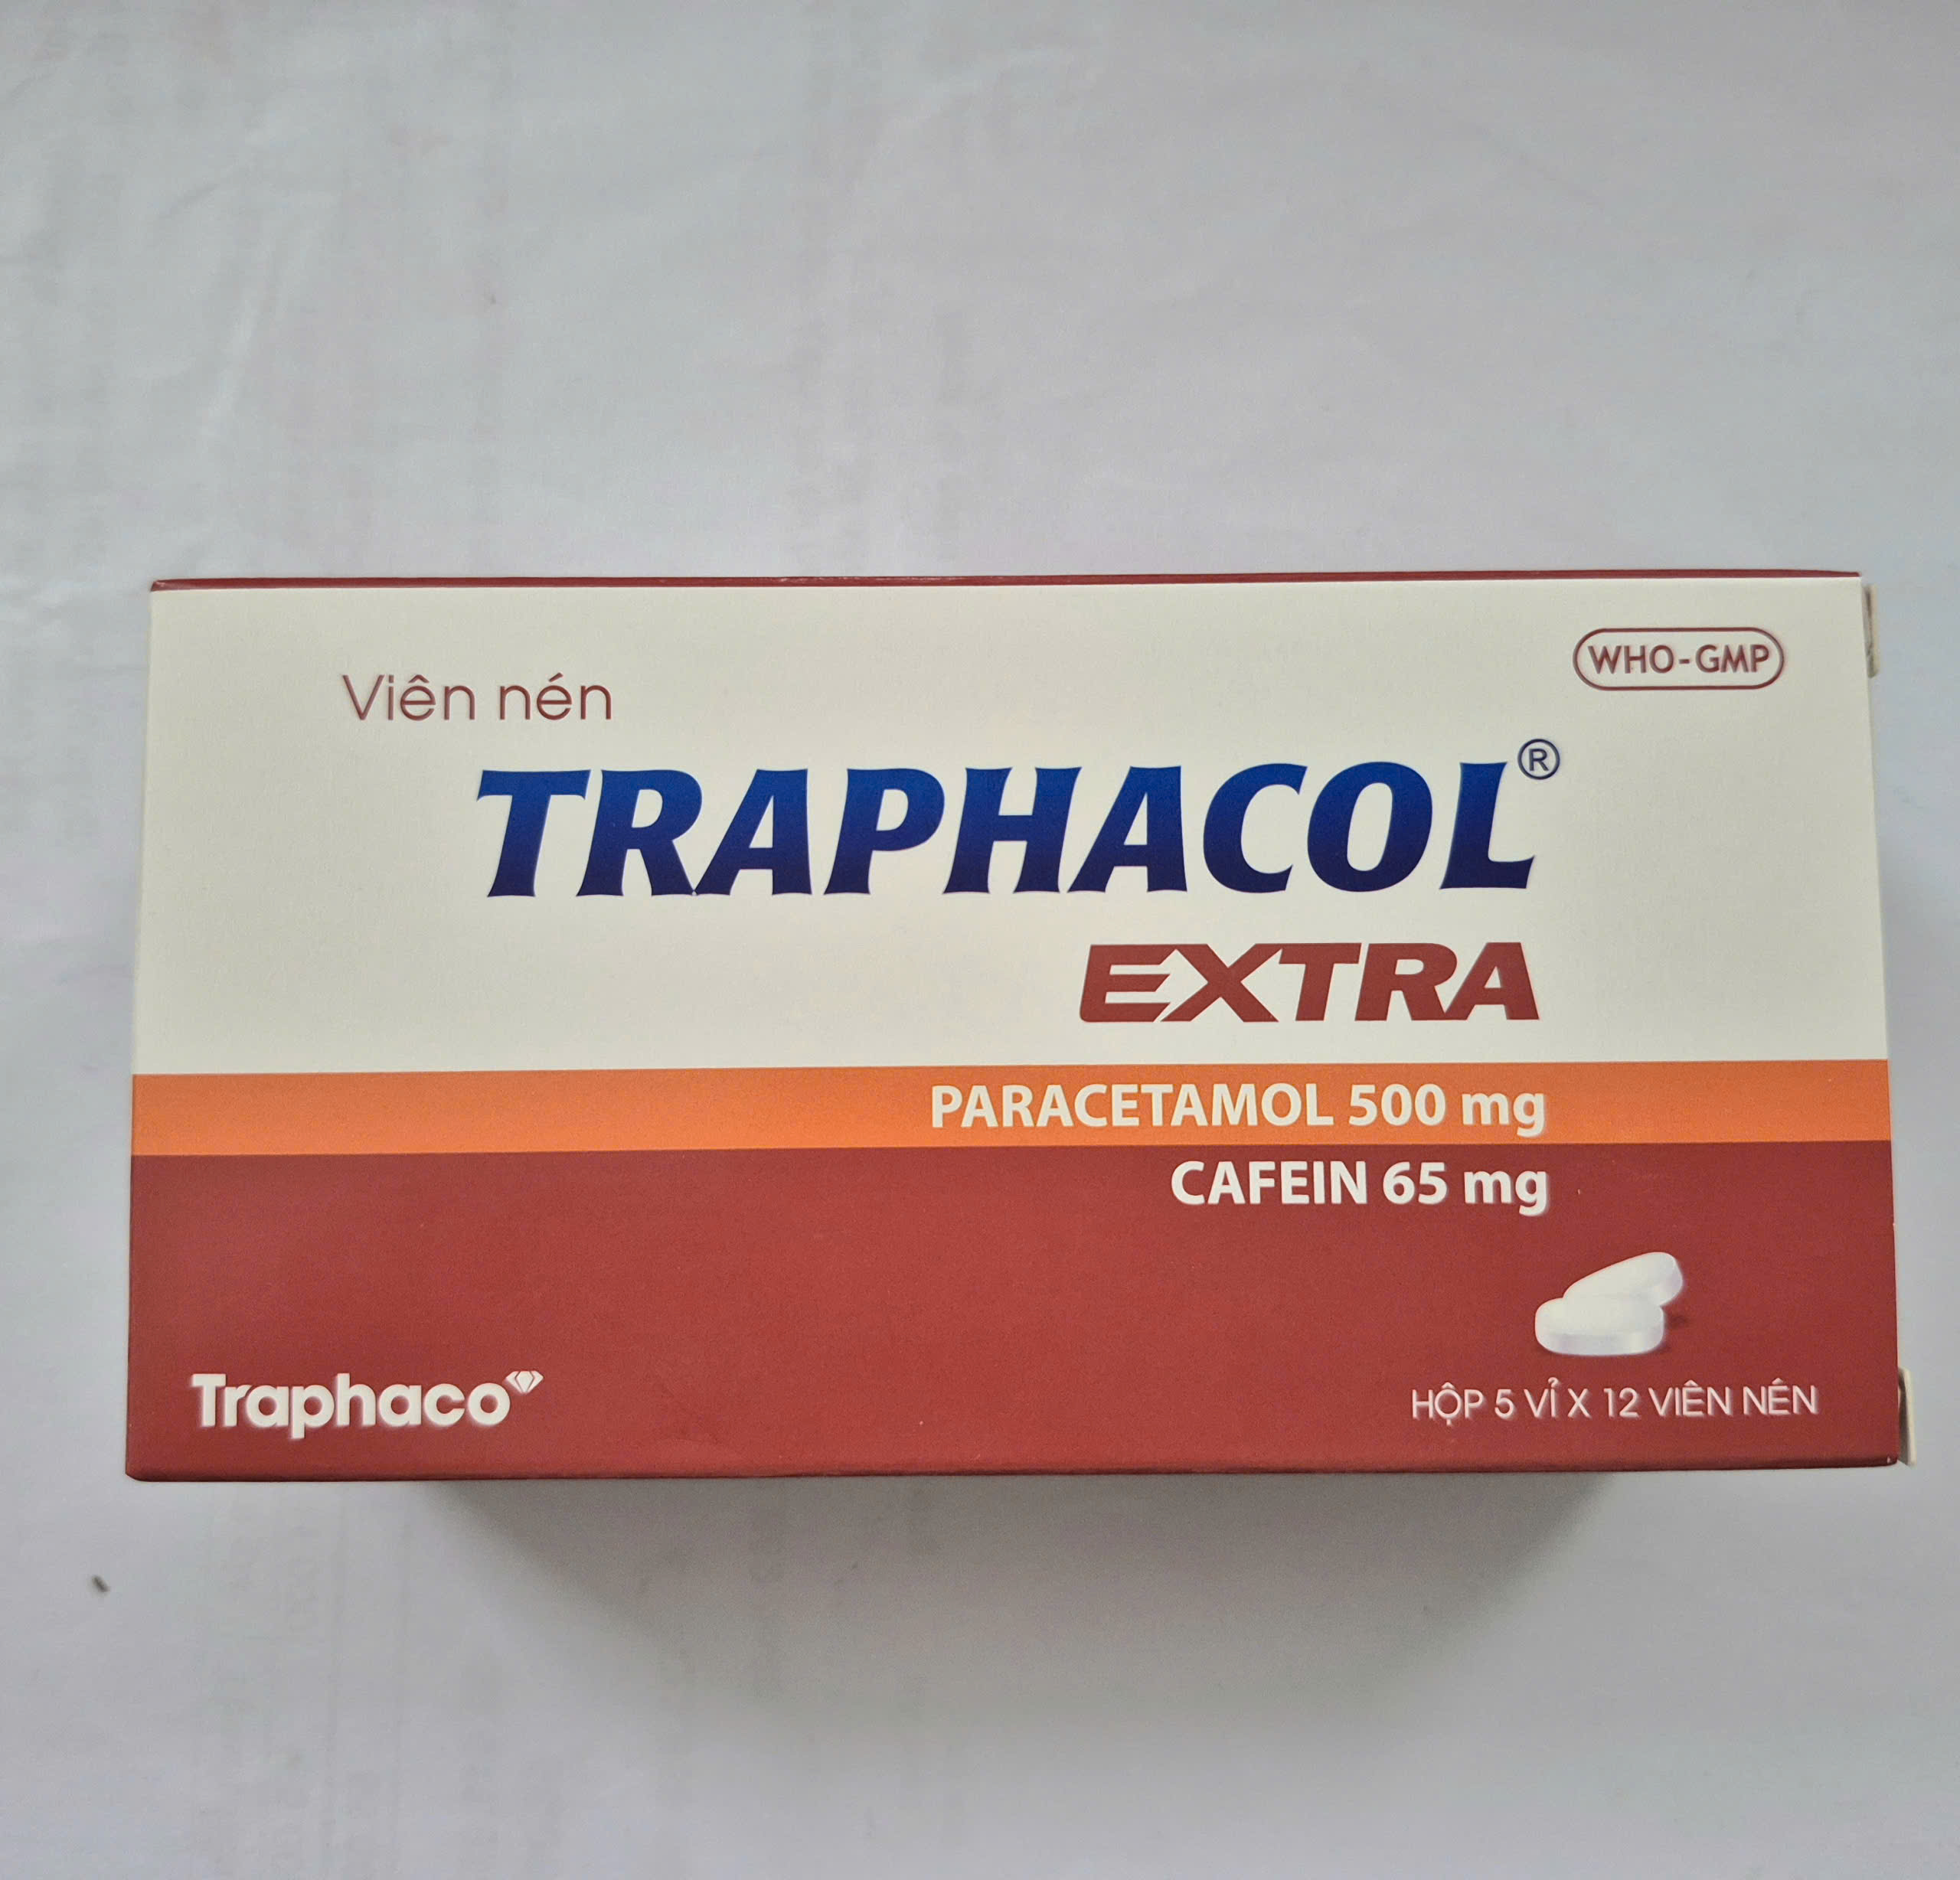 WHO-GMP
Viên nén
TRAPHACOL®
EXTRA
PARACETAMOL 500 mg
CAFEIN 65 mg
Traphaco
HỘP 5 VỈ X 12 VIÊN NÉN